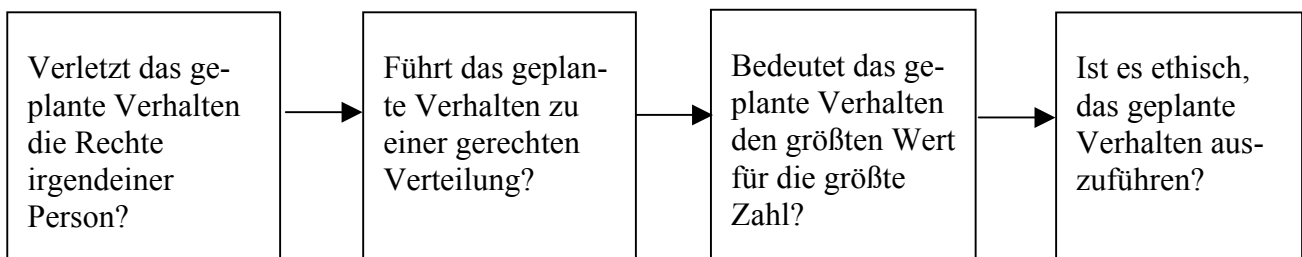 Verletzt das ge-
plante Verhalten
die Rechte
irgendeiner
Person?
Führt das geplan-
te Verhalten zu
einer gerechten
Verteilung?
Bedeutet das ge-
plante Verhalten
den größten Wert
für die größte
Zahl?
Ist es ethisch,
das geplante
Verhalten aus-
zuführen?